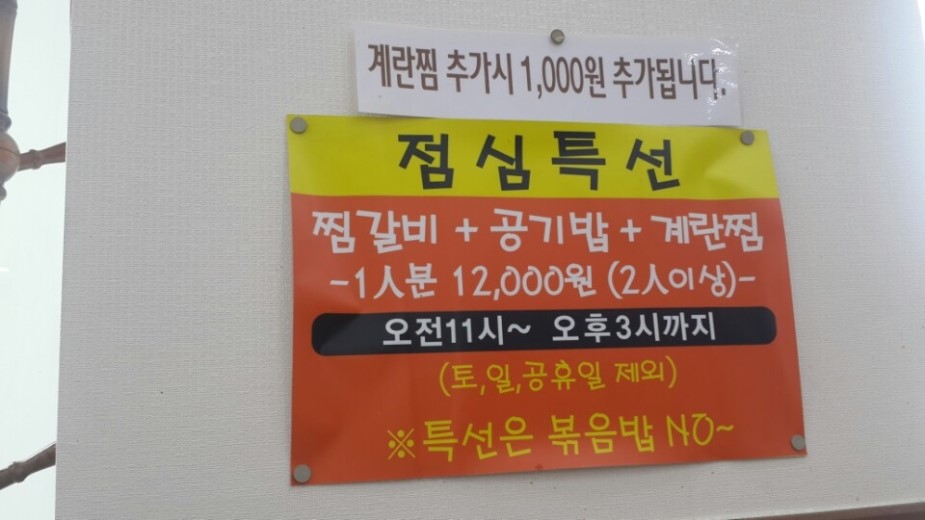 계란찜 추가시 1,000원 추가됩니다.
점심특선
찜갈비 + 공기밥 + 계란찜
-1人분 12,000원 (2人이상)-
오전11시~ 오후3시까지
(토,일,공휴일 제외)
※특선은 볶음밥 NO~